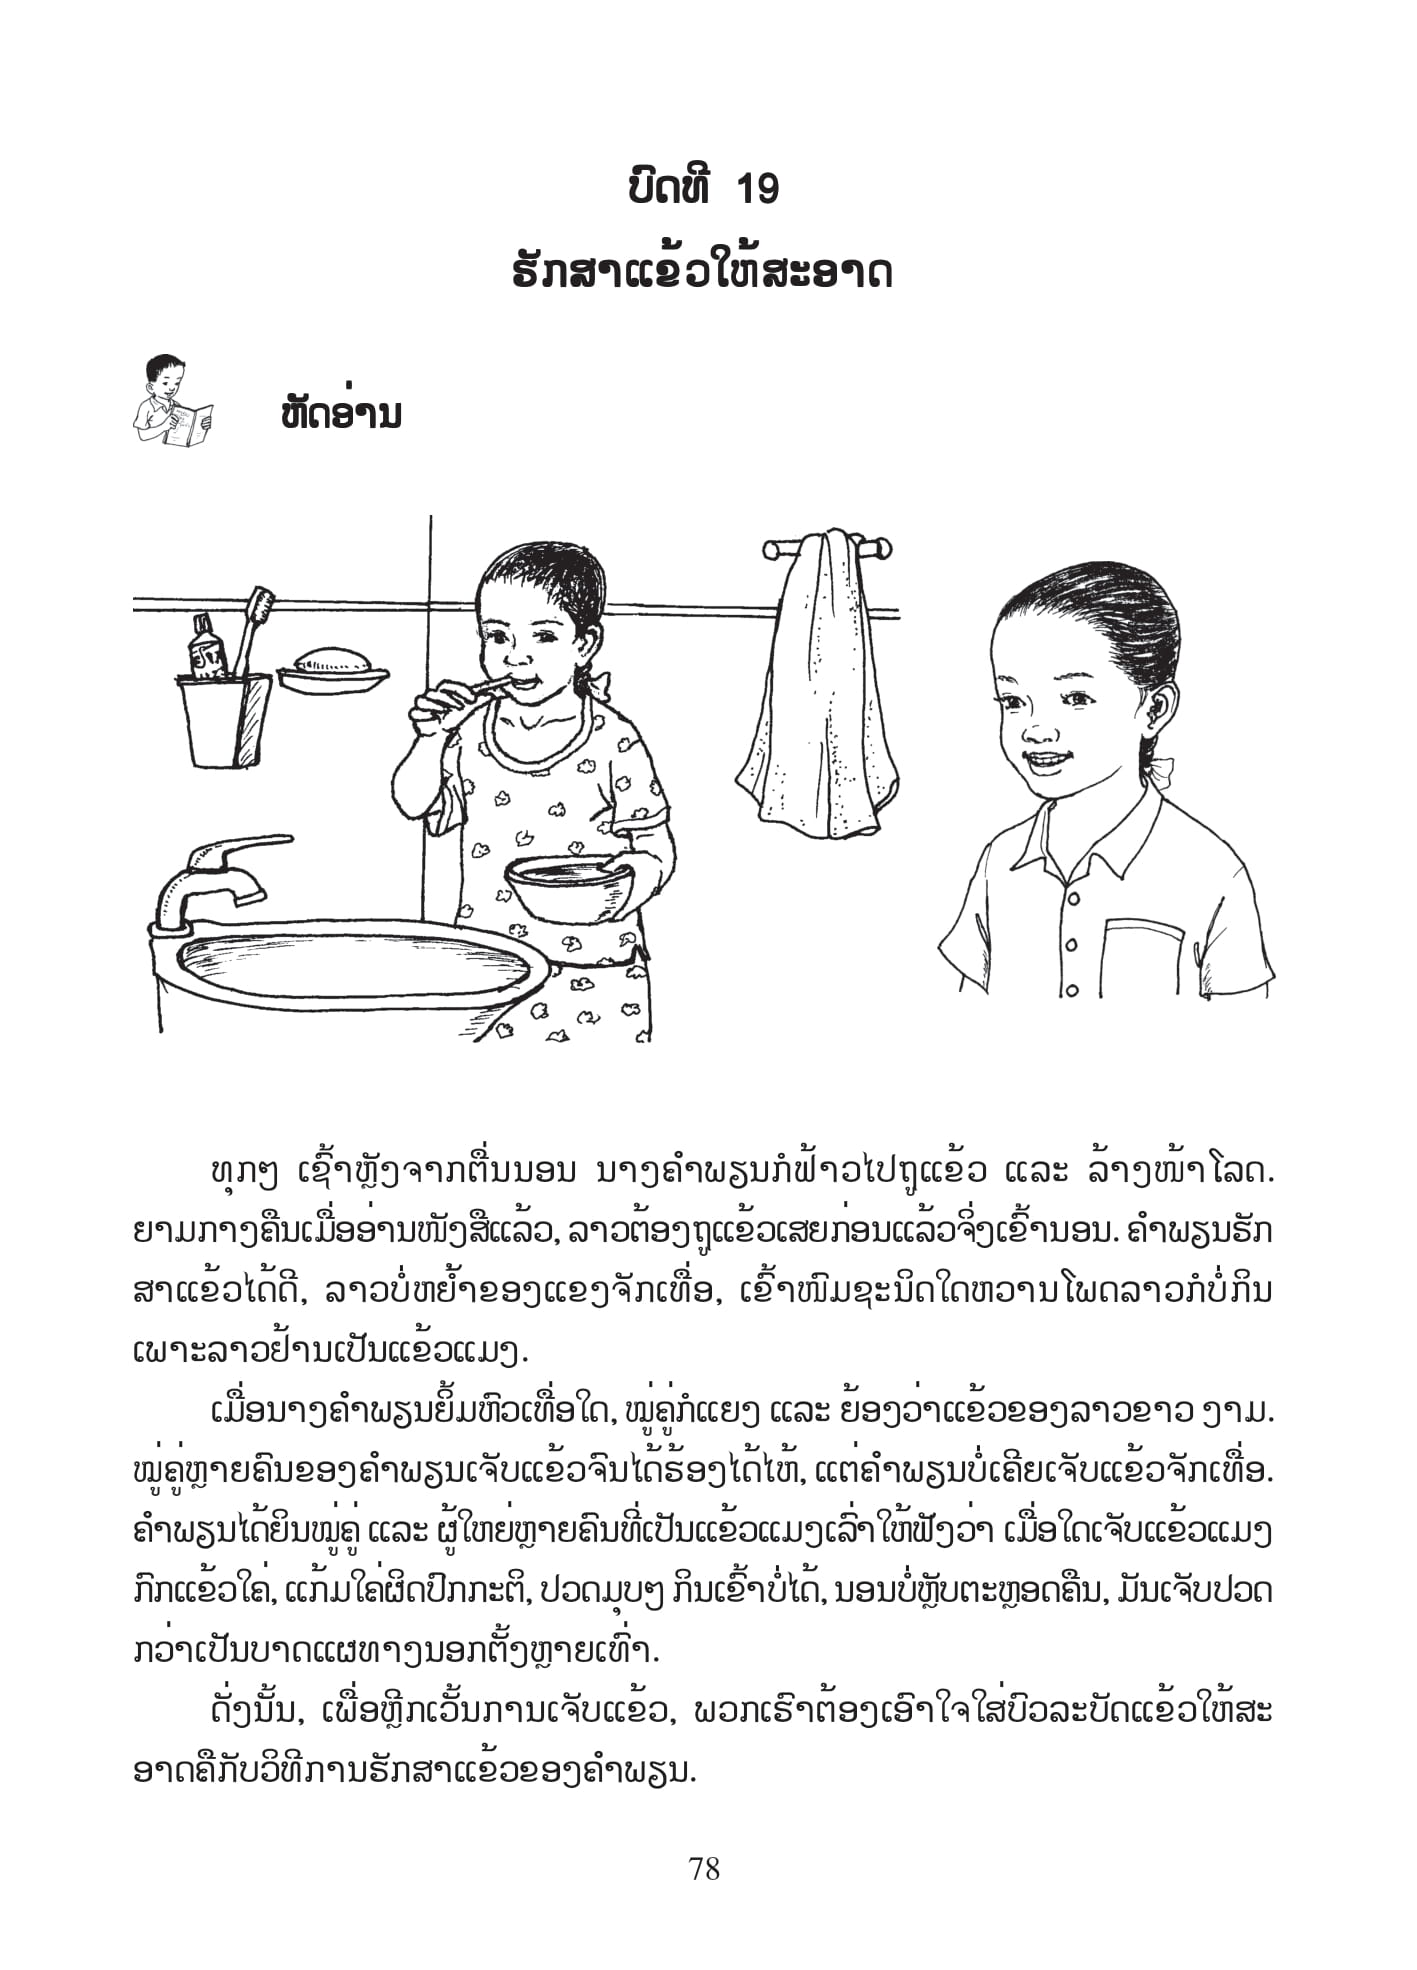 ບົດທີ 19
ຮັກສາແຂ້ວໃຫ້ສະອາດ
ຫັດອ່ານ
ທຸກໆ ເຊົ້າຫຼັງຈາກຕື່ນນອນ ນາງຄຳພຽນກໍຟ້າວໄປຖູແຂ້ວ ແລະ ລ້າງໜ້າໂລດ.
ຍາມກາງຄືນເມື່ອອ່ານໜັງສືແລ້ວ, ລາວຕ້ອງຖູແຂ້ວເສຍກ່ອນແລ້ວຈິ່ງເຂົ້ານອນ. ຄຳພຽນຮັກ
ສາແຂ້ວໄດ້ດີ, ລາວບໍ່ຫຍ້ຳຂອງແຂງຈັກເທື່ອ, ເຂົ້າໜົມຊະນິດໃດຫວານໂພດລາວກໍບໍ່ກິນ
ເພາະລາວຢ້ານເປັນແຂ້ວແມງ.
ເມື່ອນາງຄຳພຽນຍິ້ມຫົວເທື່ອໃດ, ໝູ່ຄູ່ກໍແຍງ ແລະ ຍ້ອງວ່າແຂ້ວຂອງລາວຂາວ ງາມ.
ໝູ່ຄູ່ຫຼາຍຄົນຂອງຄຳພຽນເຈັບແຂ້ວຈົນໄດ້ຮ້ອງໄດ້ໄຫ້, ແຕ່ຄຳພຽນບໍ່ເຄີຍເຈັບແຂ້ວຈັກເທື່ອ.
ຄຳພຽນໄດ້ຍິນໝູ່ຄູ່ ແລະ ຜູ້ໃຫຍ່ຫຼາຍຄົນທີ່ເປັນແຂ້ວແມງເລົ່າໃຫ້ຟັງວ່າ ເມື່ອໃດເຈັບແຂ້ວແມງ
ກົກແຂ້ວໃຄ່, ແກ້ມໃຄ່ຜິດປົກກະຕິ, ປວດມຸບໆ ກິນເຂົ້າບໍ່ໄດ້, ນອນບໍ່ຫຼັບຕະຫຼອດຄືນ, ມັນເຈັບປວດ
ກວ່າເປັນບາດແຜທາງນອກຕັ້ງຫຼາຍເທົ່າ.
ດັ່ງນັ້ນ, ເພື່ອຫຼີກເວັ້ນການເຈັບແຂ້ວ, ພວກເຮົາຕ້ອງເອົາໃຈໃສ່ບົວລະບັດແຂ້ວໃຫ້ສະ
ອາດຄືກັບວິທີການຮັກສາແຂ້ວຂອງຄຳພຽນ.
78